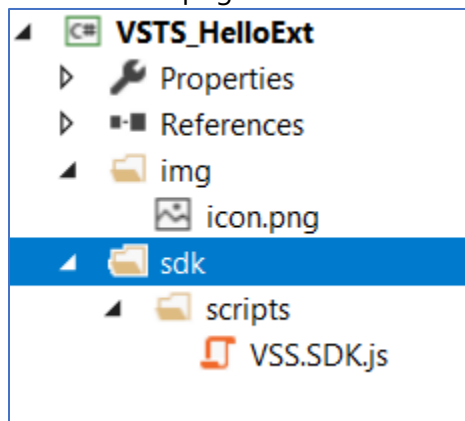 VSTS_HelloExt
Properties
References
img
icon.png
sdk
scripts
VSS.SDK.js